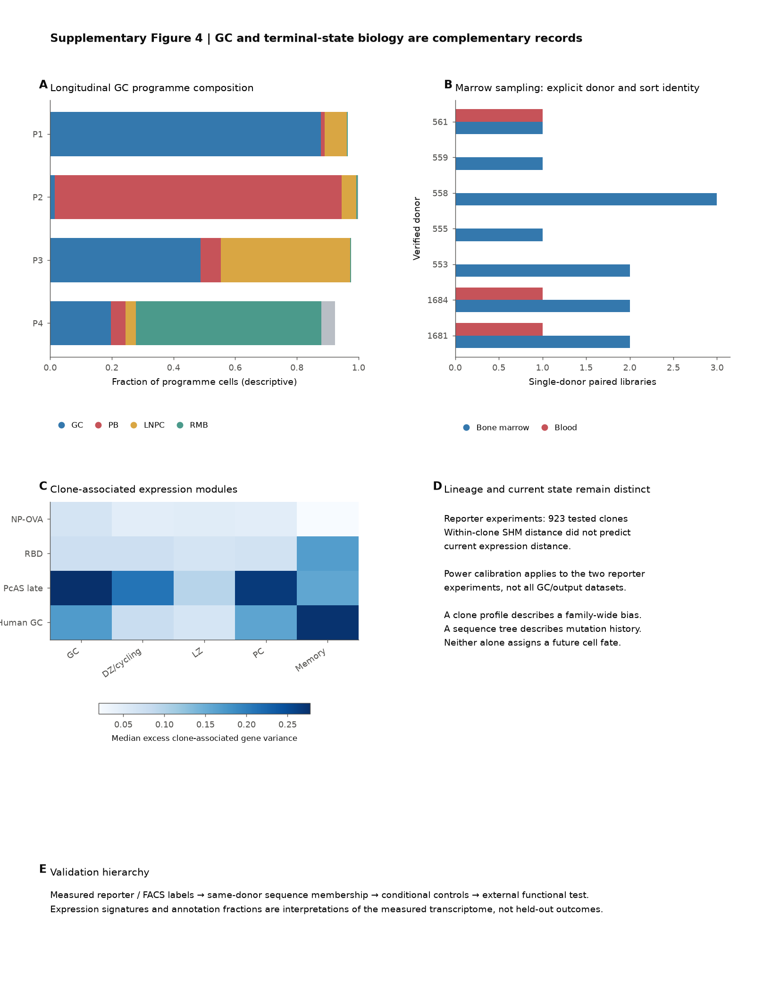 Supplementary Figure 4 | GC and terminal-state biology are complementary records
A Longitudinal GC programme composition
P1
P2
P3
P4
0.0 0.2 0.4 0.6 0.8 1.0
Fraction of programme cells (descriptive)
GC PB LNPC RMB
B Marrow sampling: explicit donor and sort identity
Verified donor
561
559
558
555
553
1684
1681
0.0 0.5 1.0 1.5 2.0 2.5 3.0
Single-donor paired libraries
Bone marrow Blood
C Clone-associated expression modules
NP-OVA
RBD
PcAS late
Human GC
GC DZ/cycling LZ PC Memory
0.05 0.10 0.15 0.20 0.25
Median excess clone-associated gene variance
D Lineage and current state remain distinct
Reporter experiments: 923 tested clones
Within-clone SHM distance did not predict
current expression distance.
Power calibration applies to the two reporter
experiments, not all GC/output datasets.
A clone profile describes a family-wide bias.
A sequence tree describes mutation history.
Neither alone assigns a future cell fate.
E Validation hierarchy
Measured reporter / FACS labels → same-donor sequence membership → conditional controls → external functional test.
Expression signatures and annotation fractions are interpretations of the measured transcriptome, not held-out outcomes.